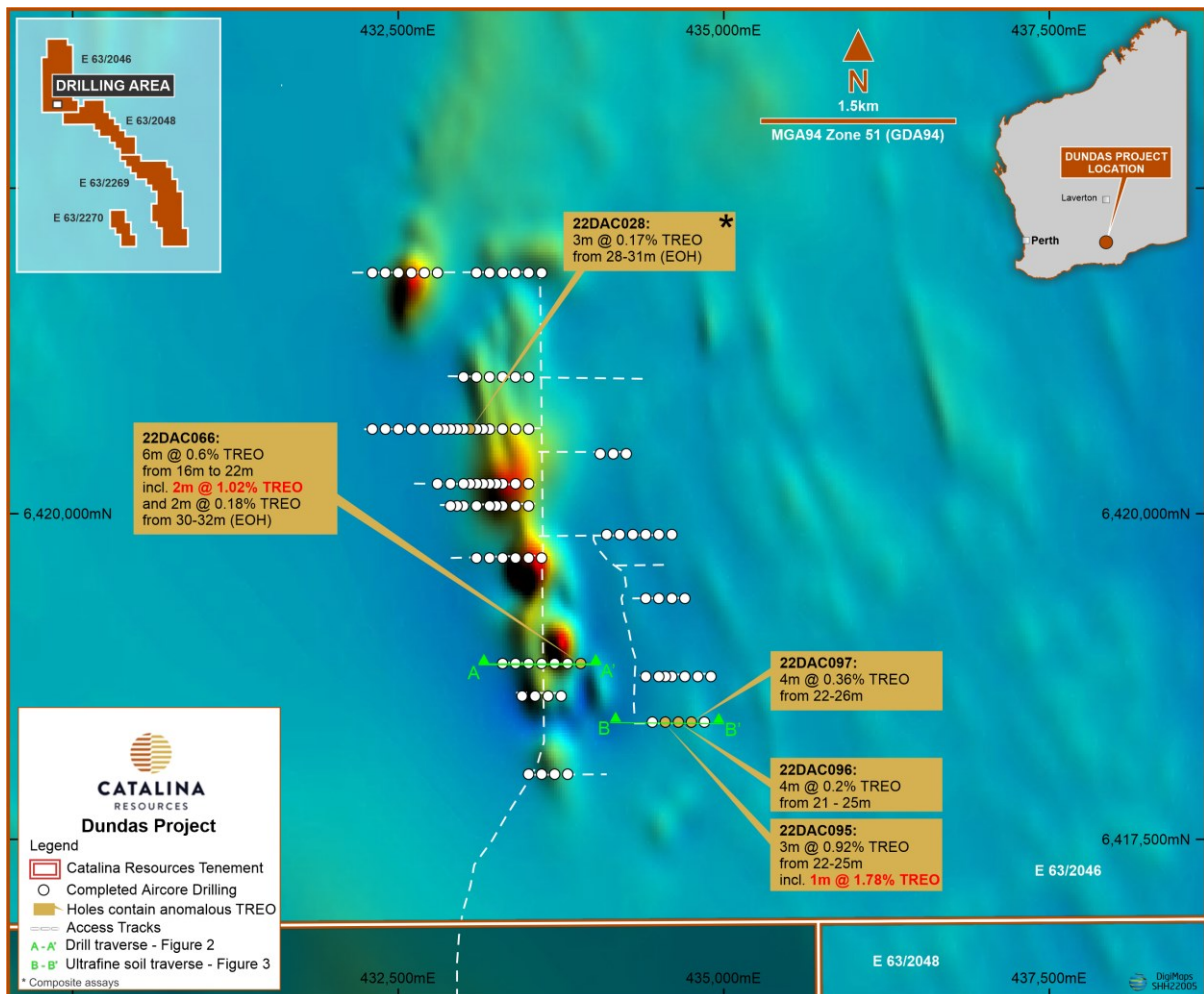 432,500mE
435,000mE
437,500mE
E 63/2046
DRILLING AREA
E 63/2048
E 63/2269
E 63/2270
N
1.5km
MGA94 Zone 51 (GDA94)
DUNDAS PROJECT
LOCATION
Laverton
Perth
22DAC028:
*
3m @ 0.17% TREO
from 28-31m (EOH)
22DAC066:
6m @ 0.6% TREO
from 16m to 22m
incl. 2m @ 1.02% TREO
and 2m @ 0.18% TREO
from 30-32m (EOH)
6,420,000mN
6,420,000mN
A
A'
B
B'
22DAC097:
4m @ 0.36% TREO
from 22-26m
22DAC096:
4m @ 0.2% TREO
from 21 - 25m
22DAC095:
3m @ 0.92% TREO
from 22-25m
incl. 1m @ 1.78% TREO
6,417,500mN
E 63/2046
CATALINA
RESOURCES
Dundas Project
Legend
Catalina Resources Tenement
Completed Aircore Drilling
Holes contain anomalous TREO
Access Tracks
A - A' Drill traverse - Figure 2
B - B' Ultrafine soil traverse - Figure 3
* Composite assays
E 63/2048
432,500mE
435,000mE
437,500mE
DigiMaps
SHH22005